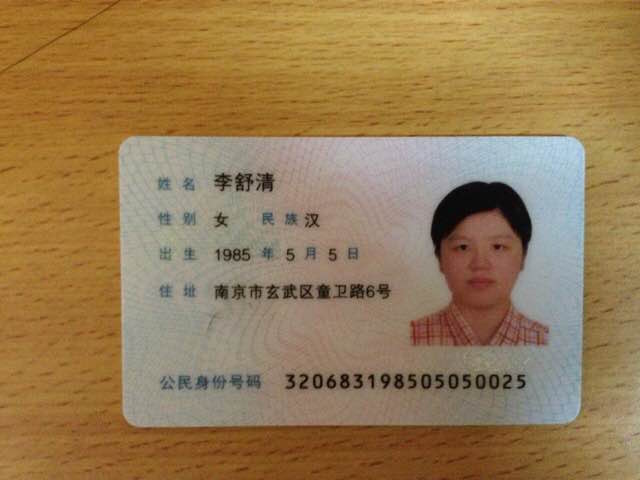 姓名 李舒清
性别 女 民族 汉
出生 1985 年 5 月 5 日
住址 南京市玄武区童卫路6号
公民身份号码 320683198505050025